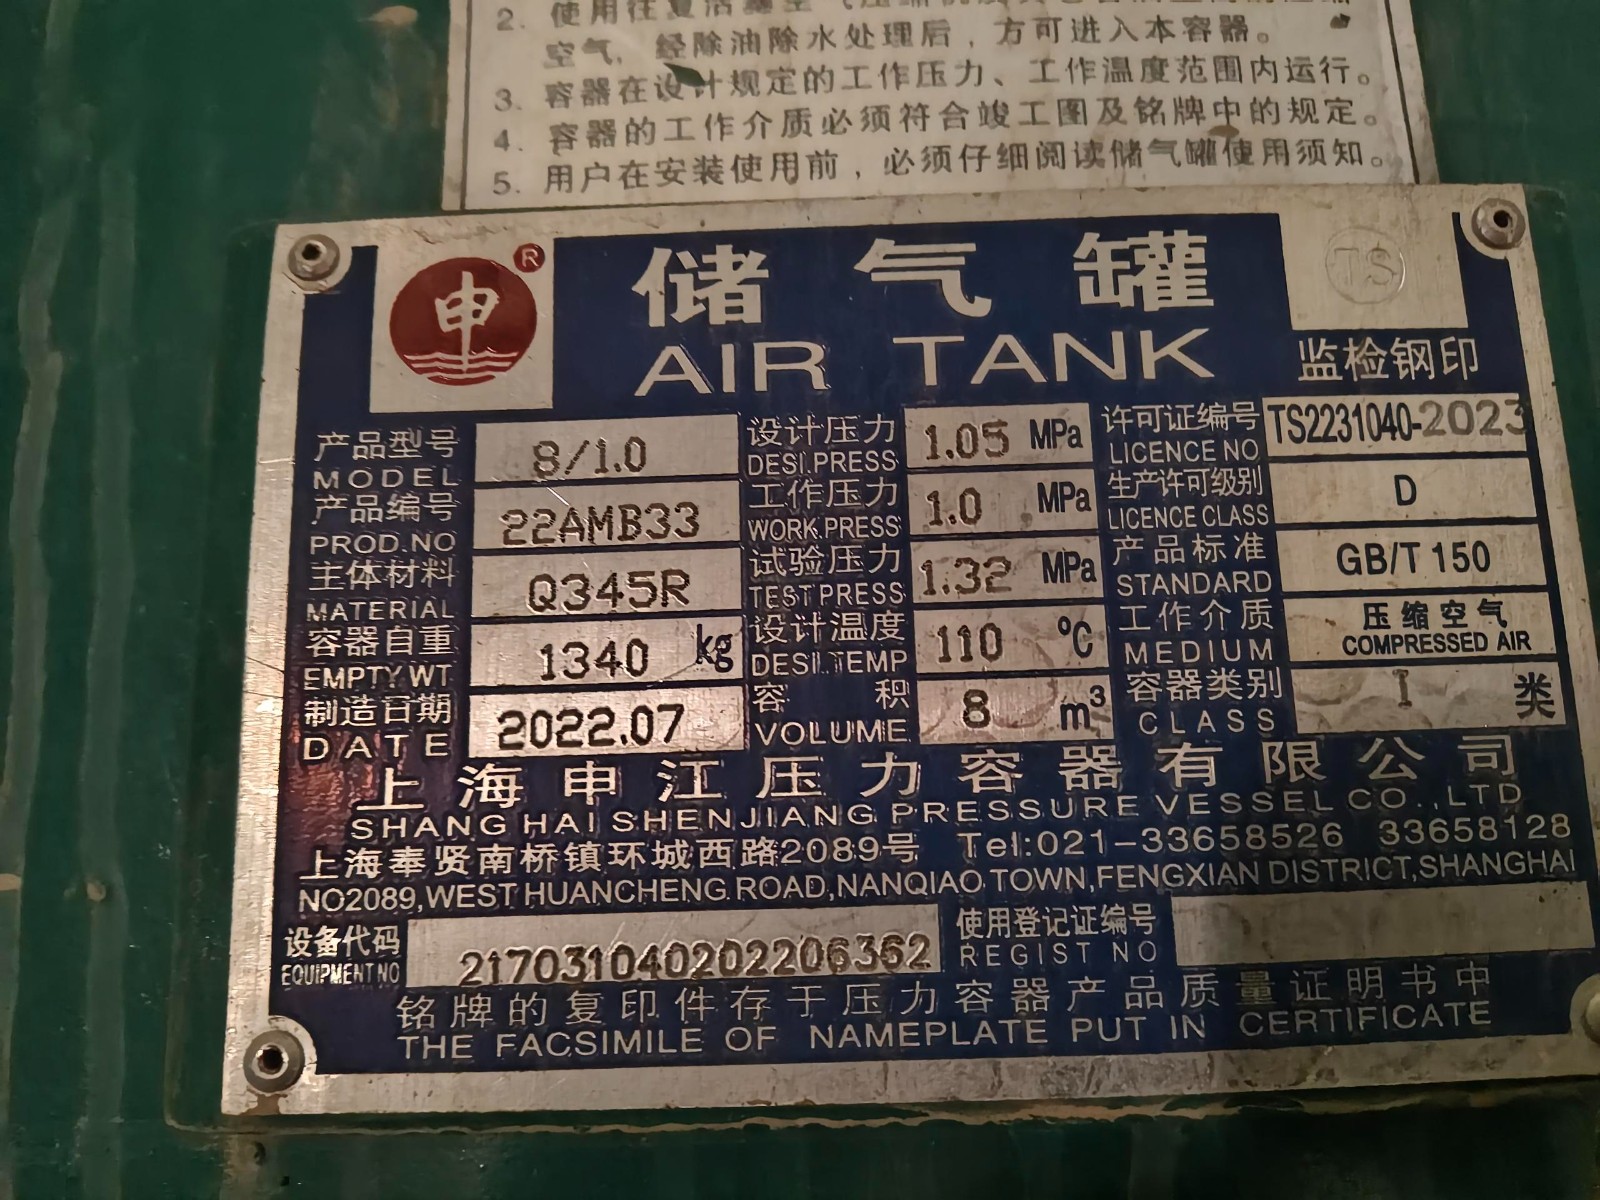 2. 使用往复活塞空气压缩机
空气，经除油除水处理后，方可进入本容器。
3. 容器在设计规定的工作压力、工作温度范围内运行。
4. 容器的工作介质必须符合竣工图及铭牌中的规定。
5. 用户在安装使用前，必须仔细阅读储气罐使用须知。
申 ®
储气罐
AIR TANK
TS
监检钢印
产品型号 MODEL 8/1.0
设计压力 DESI.PRESS 1.05 MPa
许可证编号 LICENCE NO TS2231040-2023
产品编号 PROD.NO 22AMB33
工作压力 WORK.PRESS 1.0 MPa
生产许可级别 LICENCE CLASS D
主体材料 MATERIAL Q345R
试验压力 TEST PRESS 1.32 MPa
产品标准 STANDARD GB/T 150
容器自重 EMPTY WT 1340 kg
设计温度 DESI.TEMP 110 ℃
工作介质 MEDIUM 压缩空气 COMPRESSED AIR
制造日期 DATE 2022.07
容积 VOLUME 8 m³
容器类别 CLASS I 类
上海申江压力容器有限公司
SHANG HAI SHENJIANG PRESSURE VESSEL CO.,LTD
上海奉贤南桥镇环城西路2089号 Tel:021-33658526 33658128
NO2089,WEST HUANCHENG ROAD,NANQIAO TOWN,FENGXIAN DISTRICT,SHANGHAI
设备代码 EQUIPMENT NO 217031040202206362
使用登记证编号 REGIST NO
铭牌的复印件存于压力容器产品质量证明书中
THE FACSIMILE OF NAMEPLATE PUT IN CERTIFICATE